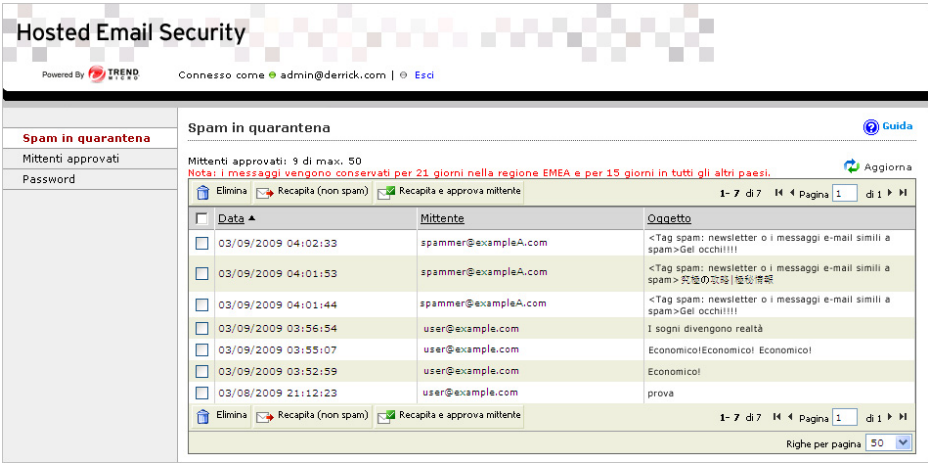 Hosted Email Security
Powered By TREND MICRO
Connesso come admin@derrick.com | Esci
Spam in quarantena
Mittenti approvati
Password
Spam in quarantena
Guida
Mittenti approvati: 9 di max. 50
Nota: i messaggi vengono conservati per 21 giorni nella regione EMEA e per 15 giorni in tutti gli altri paesi.
Aggiorna
Elimina Recapita (non spam) Recapita e approva mittente 1- 7 di 7 Pagina 1 di 1
Data Mittente Oggetto
03/09/2009 04:02:33 spammer@exampleA.com <Tag spam: newsletter o i messaggi e-mail simili a
spam>Gel occhi!!!!
03/09/2009 04:01:53 spammer@exampleA.com <Tag spam: newsletter o i messaggi e-mail simili a
spam> 究極の攻略|極秘情報
03/09/2009 04:01:44 spammer@exampleA.com <Tag spam: newsletter o i messaggi e-mail simili a
spam>Gel occhi!!!!
03/09/2009 03:56:54 user@example.com I sogni divengono realtà
03/09/2009 03:55:07 user@example.com Economico!Economico! Economico!
03/09/2009 03:52:59 user@example.com Economico!
03/08/2009 21:12:23 user@example.com prova
Elimina Recapita (non spam) Recapita e approva mittente 1- 7 di 7 Pagina 1 di 1
Righe per pagina 50